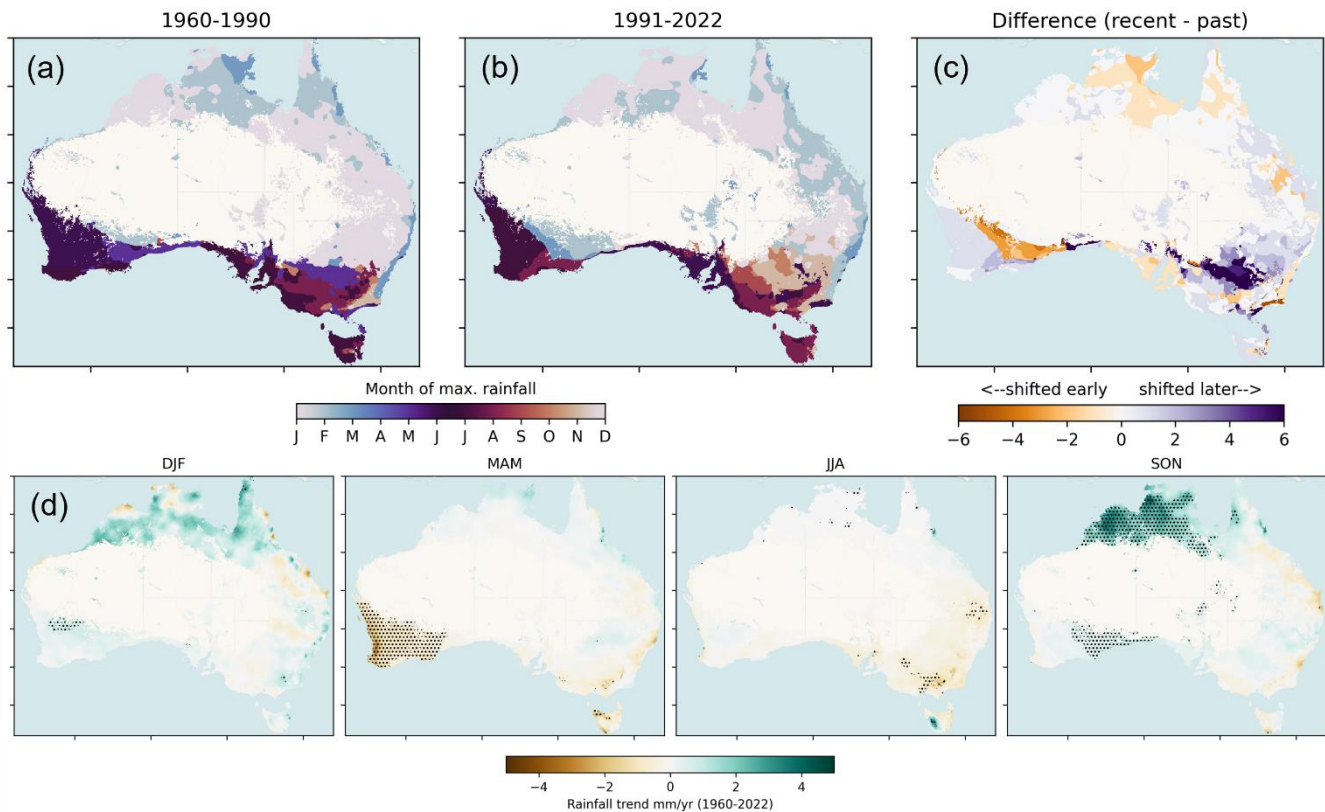 1960-1990 1991-2022 Difference (recent - past)
(a) (b) (c)
Month of max. rainfall
J F M A M J J A S O N D
<--shifted early shifted later-->
−6 −4 −2 0 2 4 6
DJF MAM JJA SON
(d)
−4 −2 0 2 4
Rainfall trend mm/yr (1960-2022)